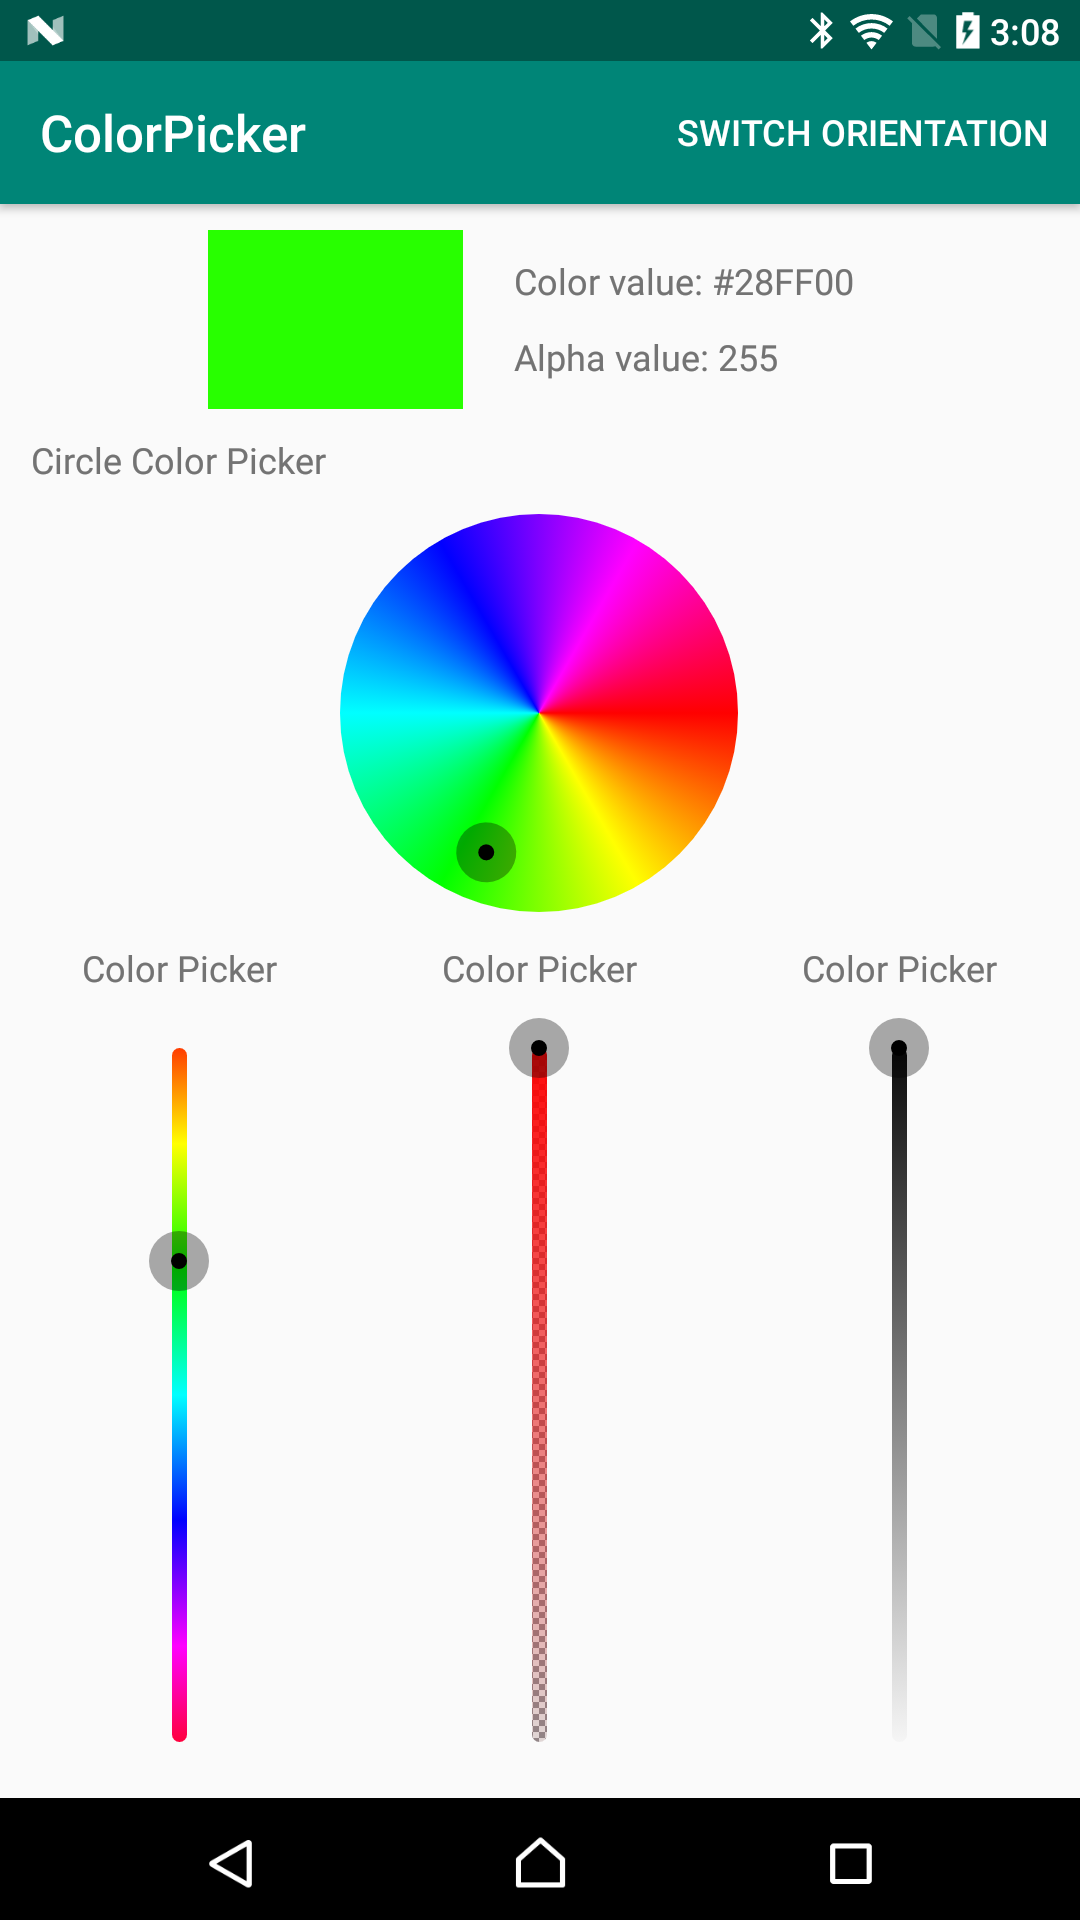 3:08
ColorPicker
SWITCH ORIENTATION
Color value: #28FF00
Alpha value: 255
Circle Color Picker
Color Picker
Color Picker
Color Picker